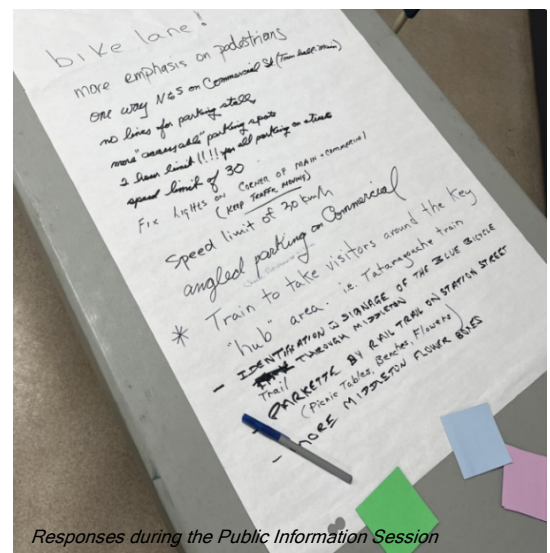 bike lane!
more emphasis on pedestrians
one way N&S on Commercial St (Town hall-Main)
no lines for parking stalls,
more "accessable" parking spots
2 hour limit!!!! for all parking on street
speed limit of 30
Fix Lights on Corner of Main + Commercial
(Keep Traffic Moving)
Speed limit of 30 km/h
angled parking on Commercial
* Train to take visitors around the key
"hub" area. i.e. Tatamagouche train
- IDENTIFICATION SIGNAGE OF THE BLUE BICYCLE
THROUGH MIDDLETON
Trail
PARKETTE BY RAIL TRAIL ON STATION STREET
(Picnic Tables, Benches, Flowers)
- MORE MIDDLETON FLOWER BOXES
Responses during the Public Information Session